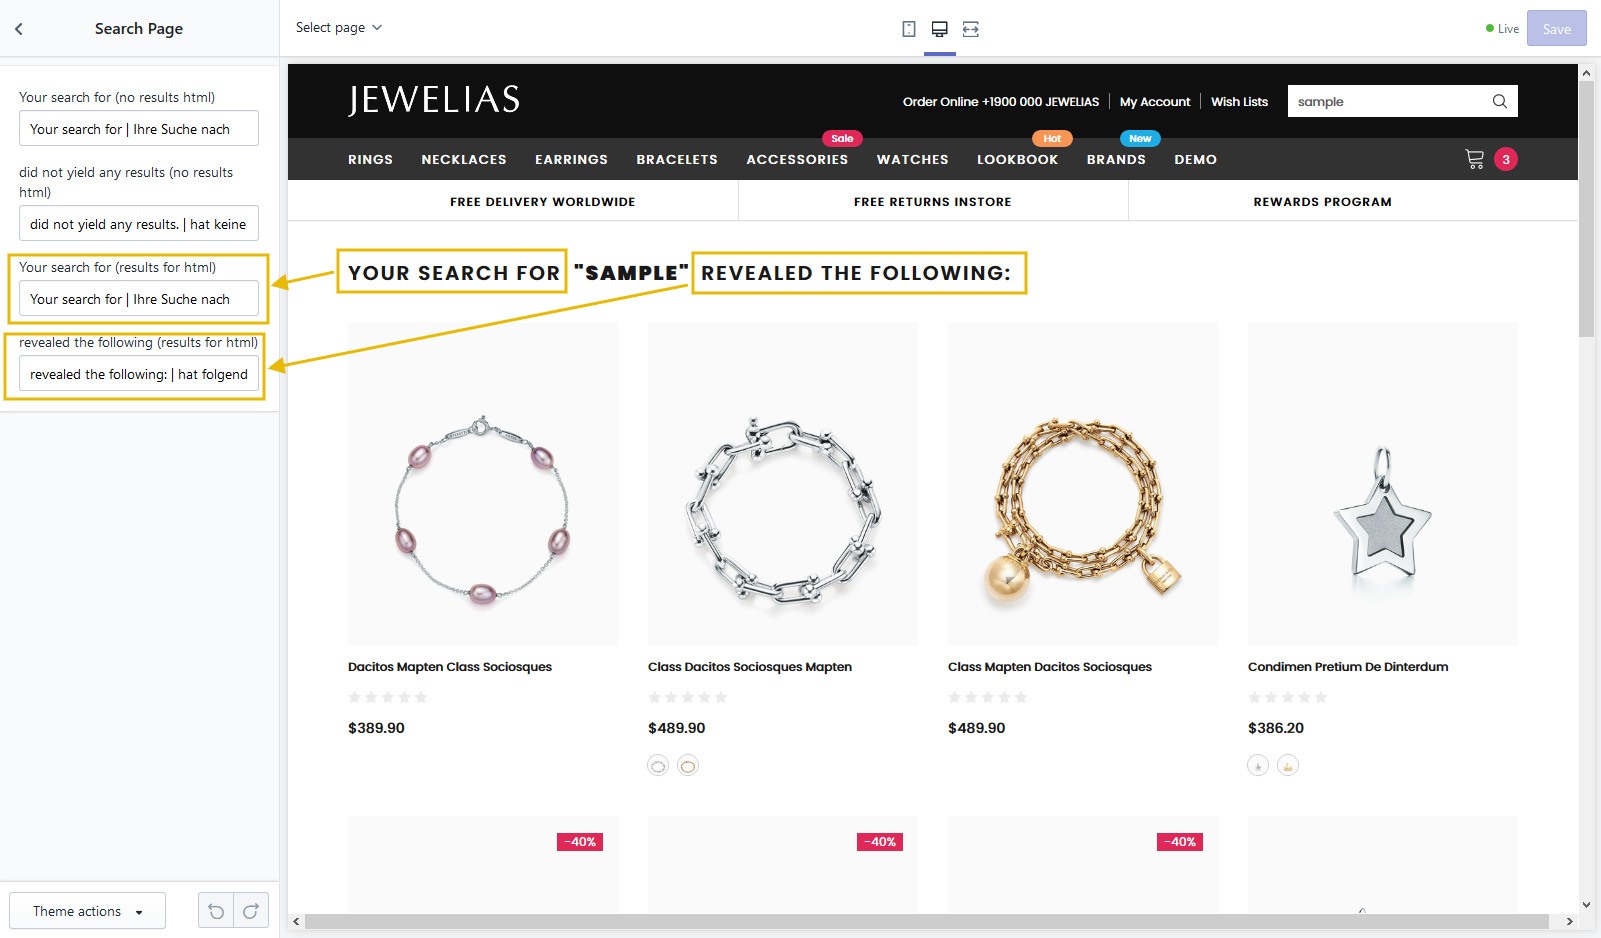 Search Page
Select page
Live
Save
Your search for (no results html)
Your search for | Ihre Suche nach
did not yield any results (no results
html)
did not yield any results. | hat keine
Your search for (results for html)
Your search for | Ihre Suche nach
revealed the following (results for html)
revealed the following: | hat folgend
Theme actions
JEWELIAS
Order Online +1900 000 JEWELIAS
My Account
Wish Lists
sample
Sale
Hot
New
RINGS NECKLACES EARRINGS BRACELETS ACCESSORIES WATCHES LOOKBOOK BRANDS DEMO
3
FREE DELIVERY WORLDWIDE
FREE RETURNS INSTORE
REWARDS PROGRAM
YOUR SEARCH FOR "SAMPLE" REVEALED THE FOLLOWING:
Dacitos Mapten Class Sociosques
$389.90
Class Dacitos Sociosques Mapten
$489.90
Class Mapten Dacitos Sociosques
$489.90
Condimen Pretium De Dinterdum
$386.20
-40%
-40%
-40%